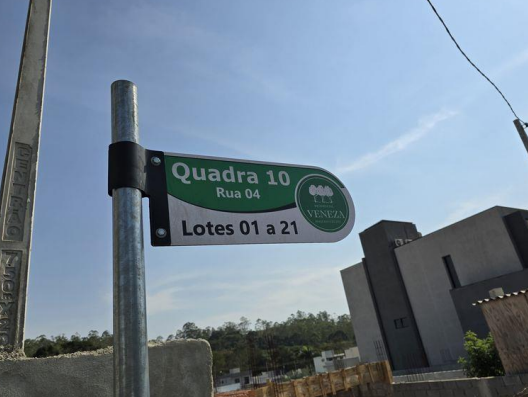 Quadra 10
Rua 04
VENEZA
Lotes 01 a 21